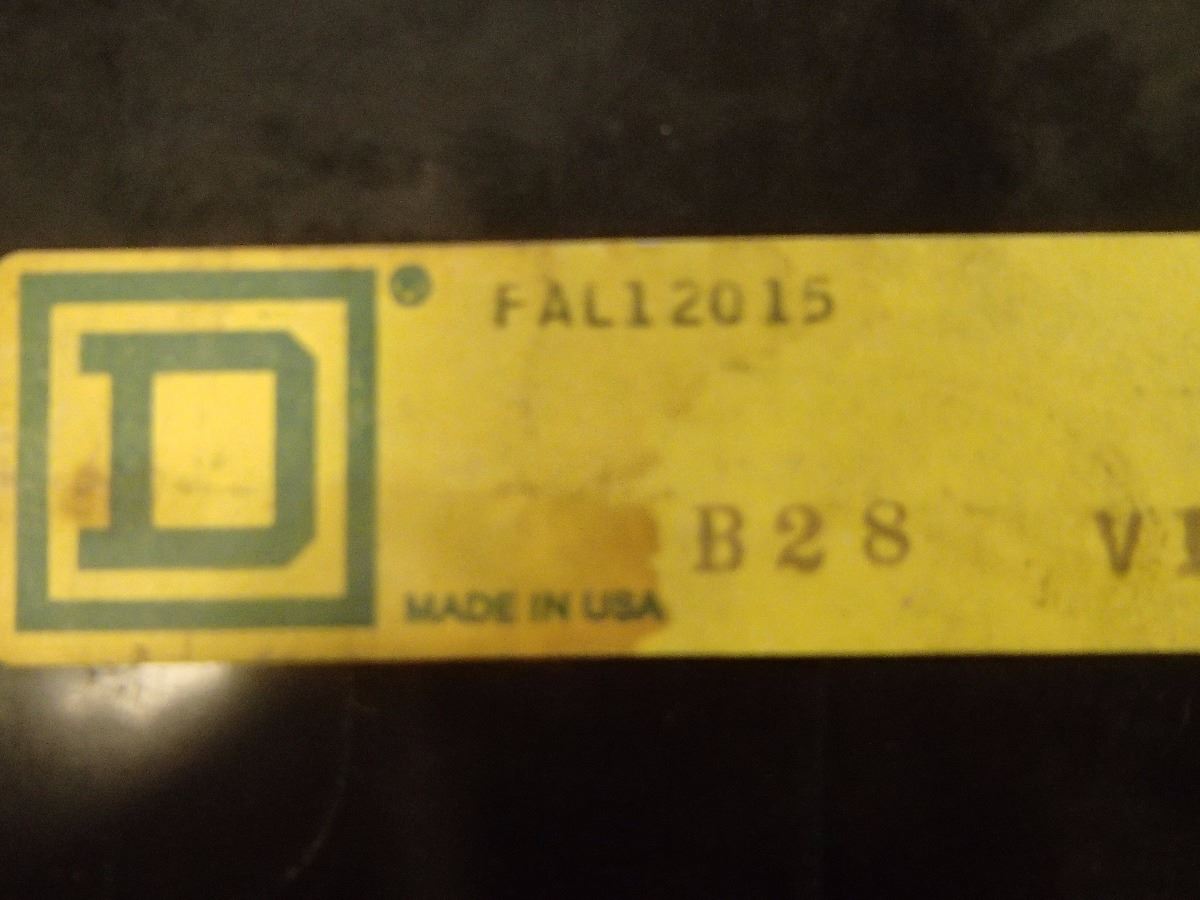 D
FAL12015
B28 V
MADE IN USA